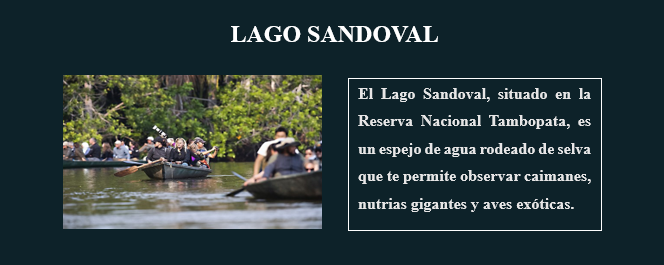 LAGO SANDOVAL
El Lago Sandoval, situado en la
Reserva Nacional Tambopata, es
un espejo de agua rodeado de selva
que te permite observar caimanes,
nutrias gigantes y aves exóticas.